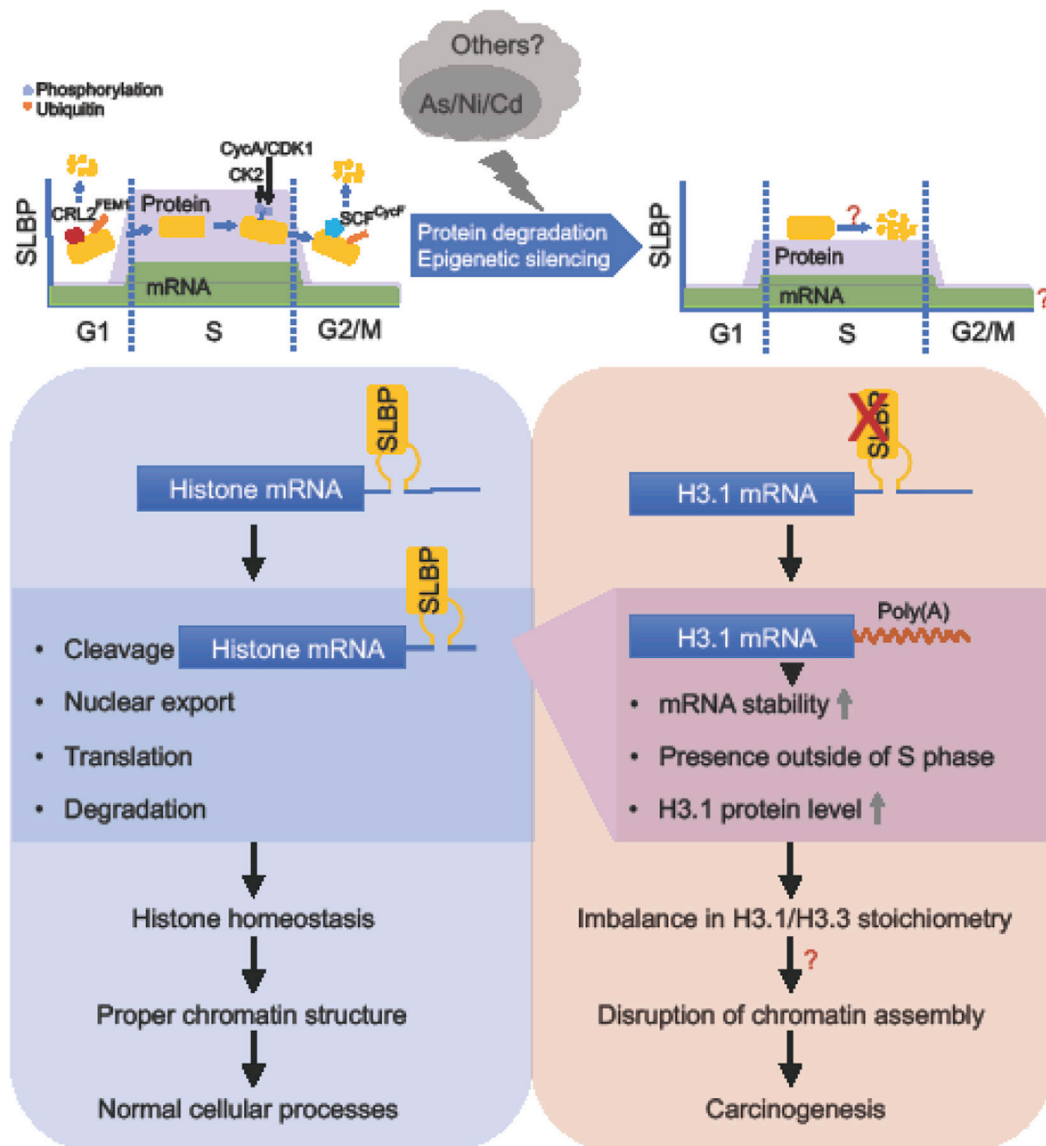 Others?
As/Ni/Cd
Phosphorylation
Ubiquitin
CycA/CDK1
CK2
CRL2FEM1
Protein
SCFCycF
SLBP
mRNA
G1
S
G2/M
Protein degradation
Epigenetic silencing
SLBP
?
Protein
mRNA
?
G1
S
G2/M
SLBP
Histone mRNA
SLBP
• Cleavage
Histone mRNA
• Nuclear export
• Translation
• Degradation
Histone homeostasis
Proper chromatin structure
Normal cellular processes
X
SLBP
H3.1 mRNA
Poly(A)
H3.1 mRNA
• mRNA stability
• Presence outside of S phase
• H3.1 protein level
Imbalance in H3.1/H3.3 stoichiometry
?
Disruption of chromatin assembly
Carcinogenesis